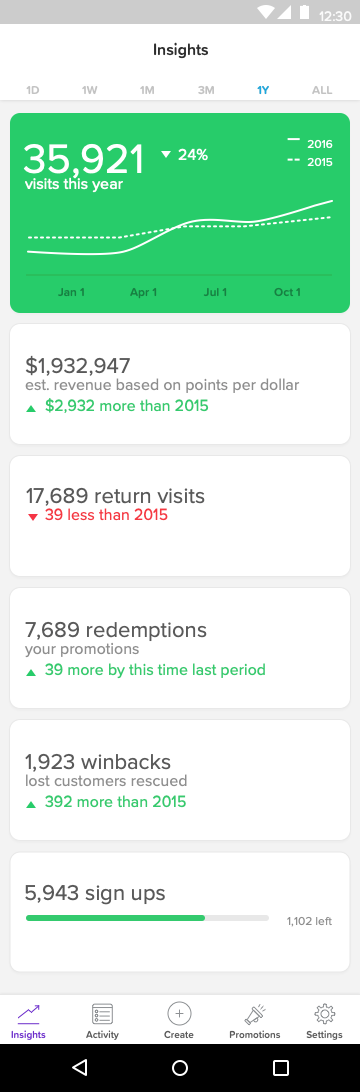 12:30
Insights
1D 1W 1M 3M 1Y ALL
35,921 24% 2016
2015
visits this year
Jan 1 Apr 1 Jul 1 Oct 1
$1,932,947
est. revenue based on points per dollar
$2,932 more than 2015
17,689 return visits
39 less than 2015
7,689 redemptions
your promotions
39 more by this time last period
1,923 winbacks
lost customers rescued
392 more than 2015
5,943 sign ups
1,102 left
Insights Activity Create Promotions Settings